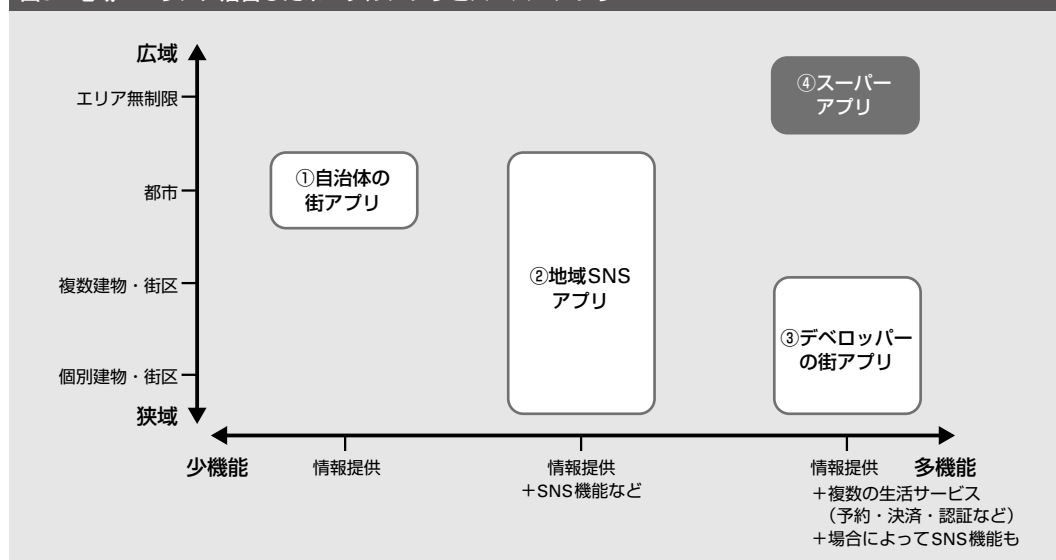 広域
エリア無制限
都市
複数建物・街区
個別建物・街区
狭域
①自治体の
街アプリ
②地域SNS
アプリ
③デベロッパー
の街アプリ
④スーパー
アプリ
少機能
情報提供
情報提供
＋SNS機能など
情報提供
多機能
＋複数の生活サービス
（予約・決済・認証など）
＋場合によってSNS機能も